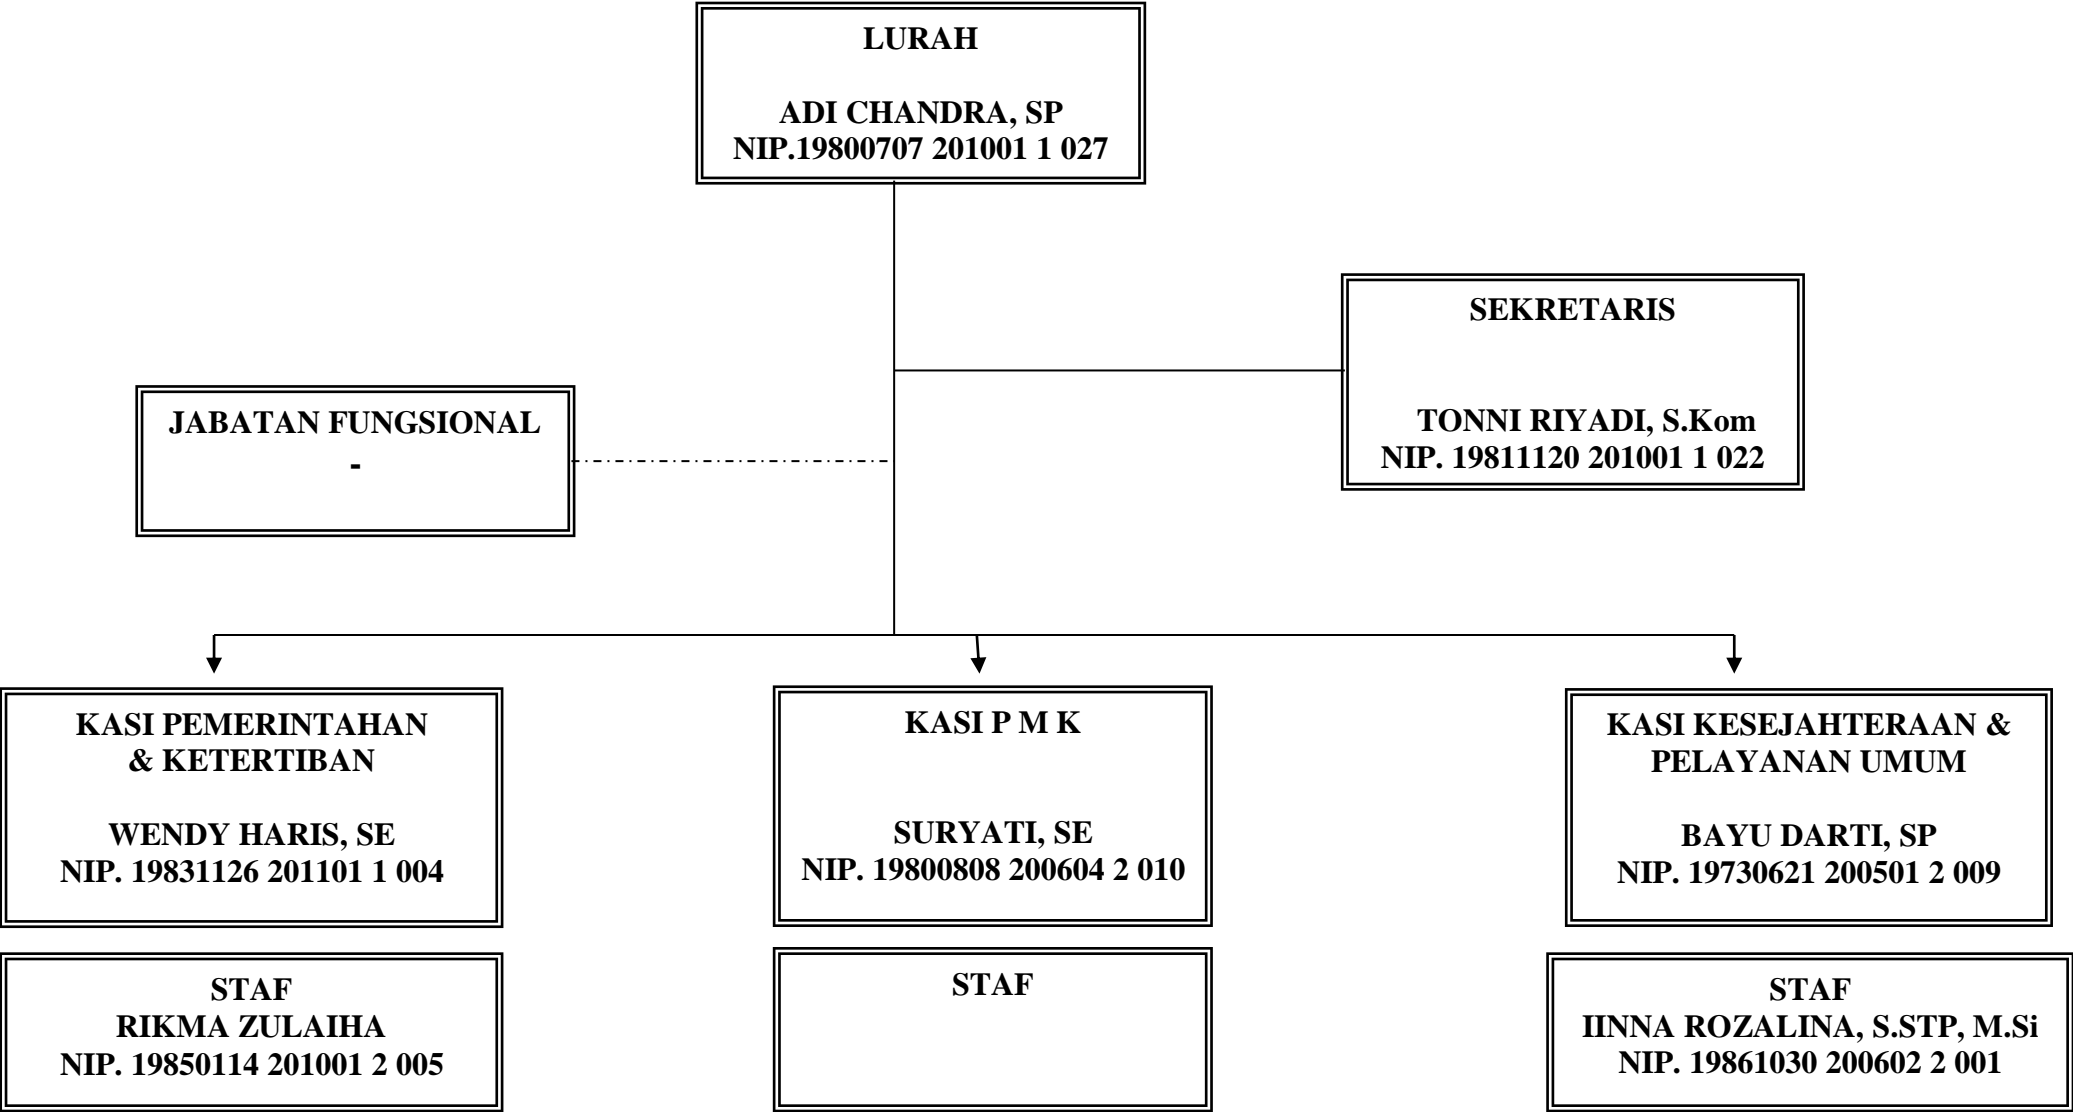 LURAH
ADI CHANDRA, SP
NIP.19800707 201001 1 027
SEKRETARIS
TONNI RIYADI, S.Kom
NIP. 19811120 201001 1 022
JABATAN FUNGSIONAL
-
KASI PEMERINTAHAN
& KETERTIBAN
WENDY HARIS, SE
NIP. 19831126 201101 1 004
KASI P M K
SURYATI, SE
NIP. 19800808 200604 2 010
KASI KESEJAHTERAAN &
PELAYANAN UMUM
BAYU DARTI, SP
NIP. 19730621 200501 2 009
STAF
RIKMA ZULAIHA
NIP. 19850114 201001 2 005
STAF
STAF
IINNA ROZALINA, S.STP, M.Si
NIP. 19861030 200602 2 001